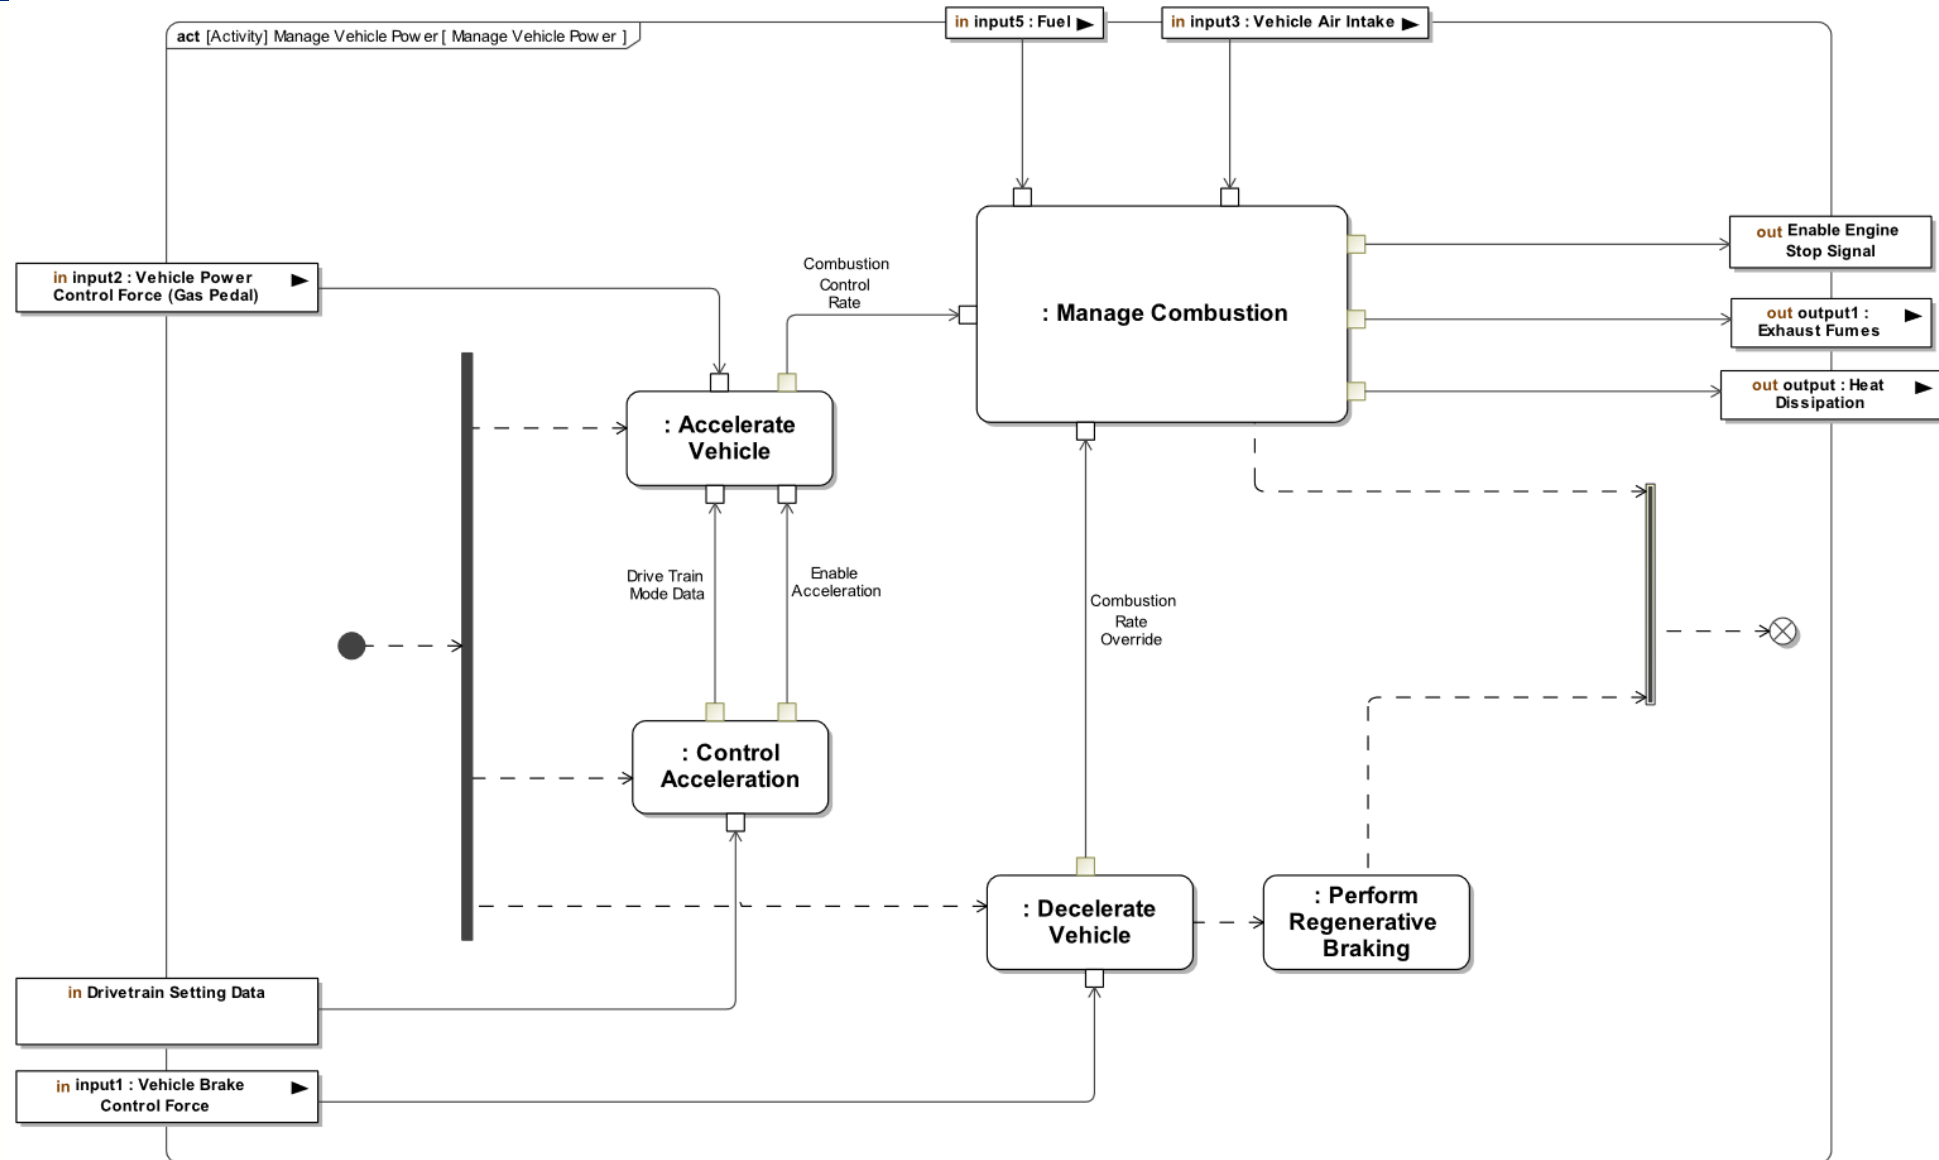 act [Activity] Manage Vehicle Power [ Manage Vehicle Power ]
in input5 : Fuel
in input3 : Vehicle Air Intake
in input2 : Vehicle Power
Control Force (Gas Pedal)
Combustion
Control
Rate
: Manage Combustion
out Enable Engine
Stop Signal
out output1 :
Exhaust Fumes
out output : Heat
Dissipation
: Accelerate
Vehicle
Drive Train
Mode Data
Enable
Acceleration
Combustion
Rate
Override
: Control
Acceleration
: Decelerate
Vehicle
: Perform
Regenerative
Braking
in Drivetrain Setting Data
in input1 : Vehicle Brake
Control Force